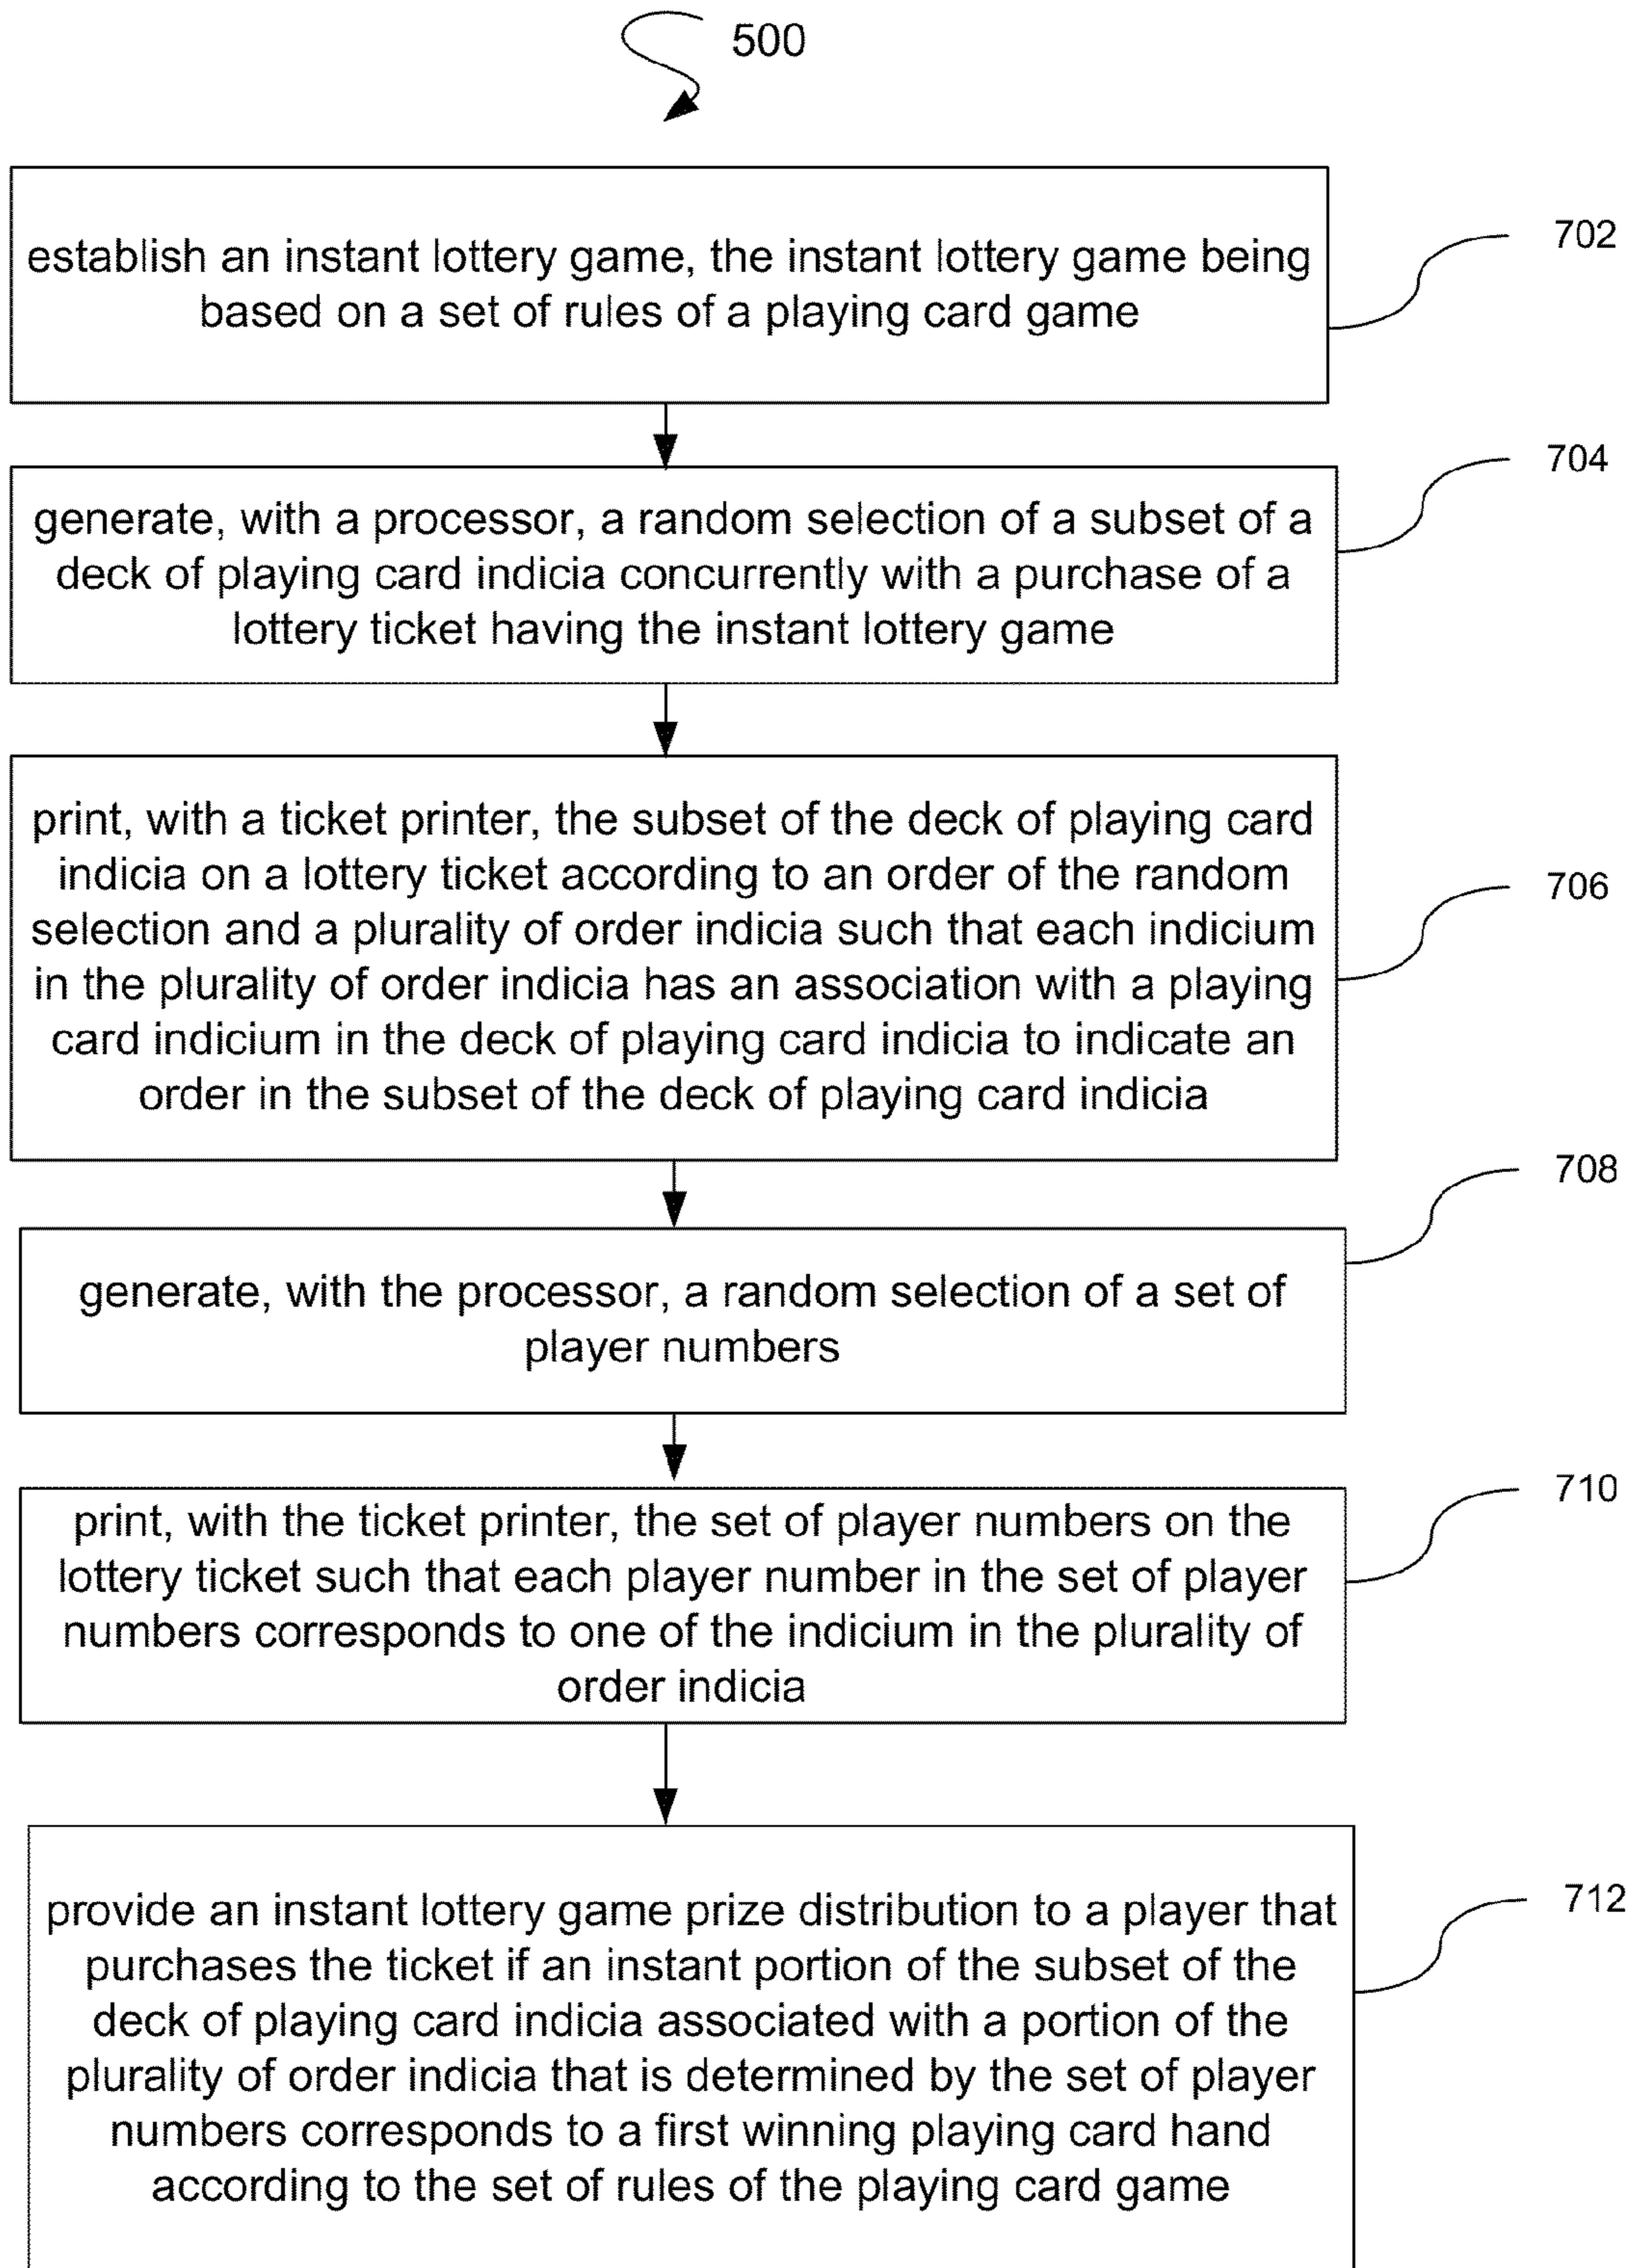 500
establish an instant lottery game, the instant lottery game being
based on a set of rules of a playing card game
702
generate, with a processor, a random selection of a subset of a
deck of playing card indicia concurrently with a purchase of a
lottery ticket having the instant lottery game
704
print, with a ticket printer, the subset of the deck of playing card
indicia on a lottery ticket according to an order of the random
selection and a plurality of order indicia such that each indicium
in the plurality of order indicia has an association with a playing
card indicium in the deck of playing card indicia to indicate an
order in the subset of the deck of playing card indicia
706
generate, with the processor, a random selection of a set of
player numbers
708
print, with the ticket printer, the set of player numbers on the
lottery ticket such that each player number in the set of player
numbers corresponds to one of the indicium in the plurality of
order indicia
710
provide an instant lottery game prize distribution to a player that
purchases the ticket if an instant portion of the subset of the
deck of playing card indicia associated with a portion of the
plurality of order indicia that is determined by the set of player
numbers corresponds to a first winning playing card hand
according to the set of rules of the playing card game
712